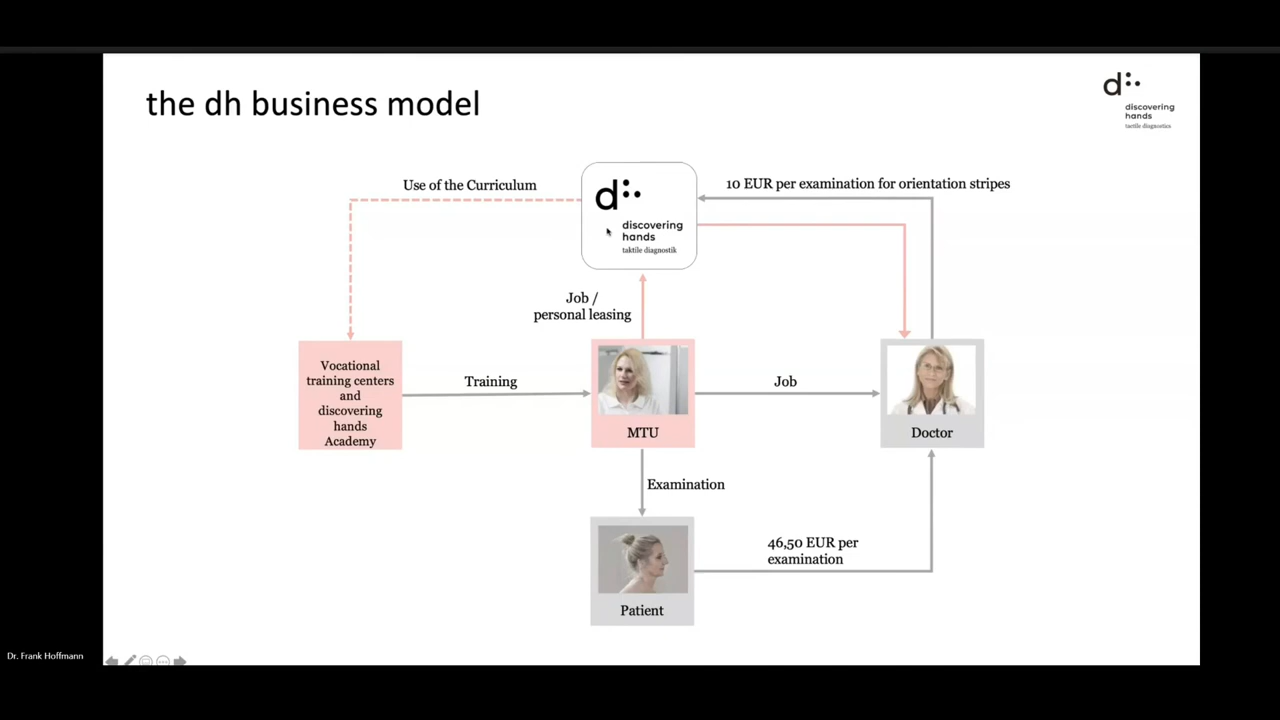 the dh business model
d
discovering
hands
tactile diagnostics
Use of the Curriculum
10 EUR per examination for orientation stripes
d
discovering
hands
taktile diagnostik
Job /
personal leasing
Vocational
training centers
and
discovering
hands
Academy
Training
MTU
Job
Doctor
Examination
46,50 EUR per
examination
Patient
Dr. Frank Hoffmann